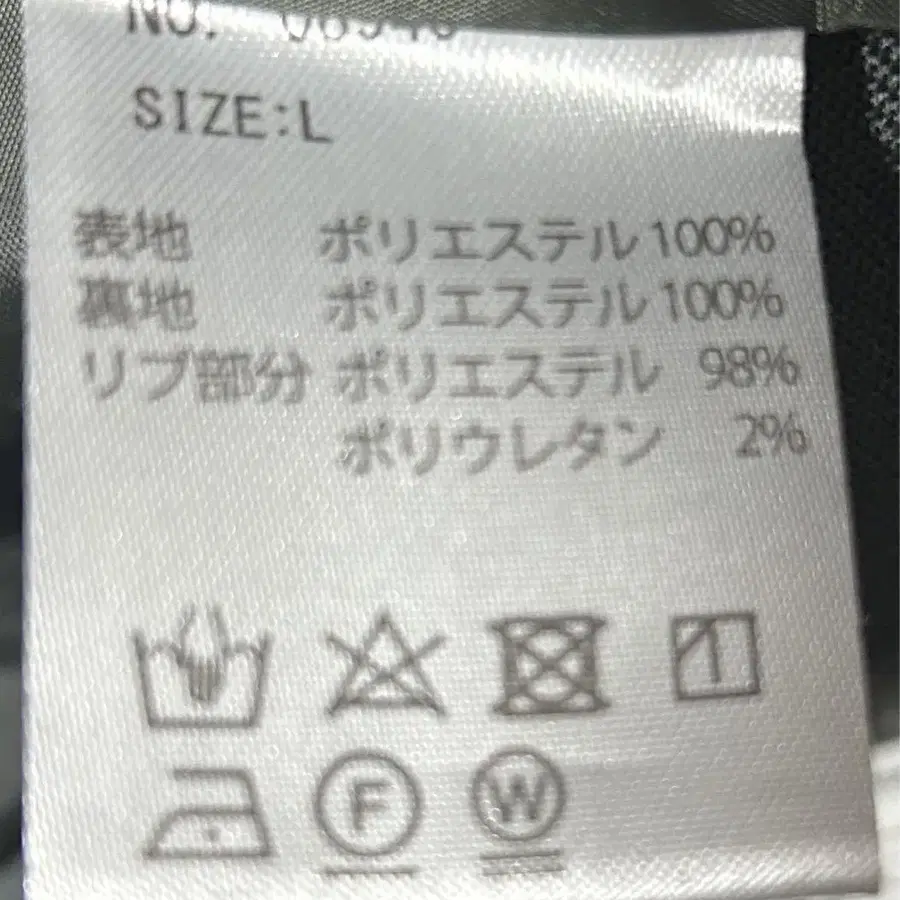 SIZE:L
表地 ポリエステル 100%
裏地 ポリエステル 100%
リブ部分 ポリエステル 98%
ポリウレタン 2%
F
W